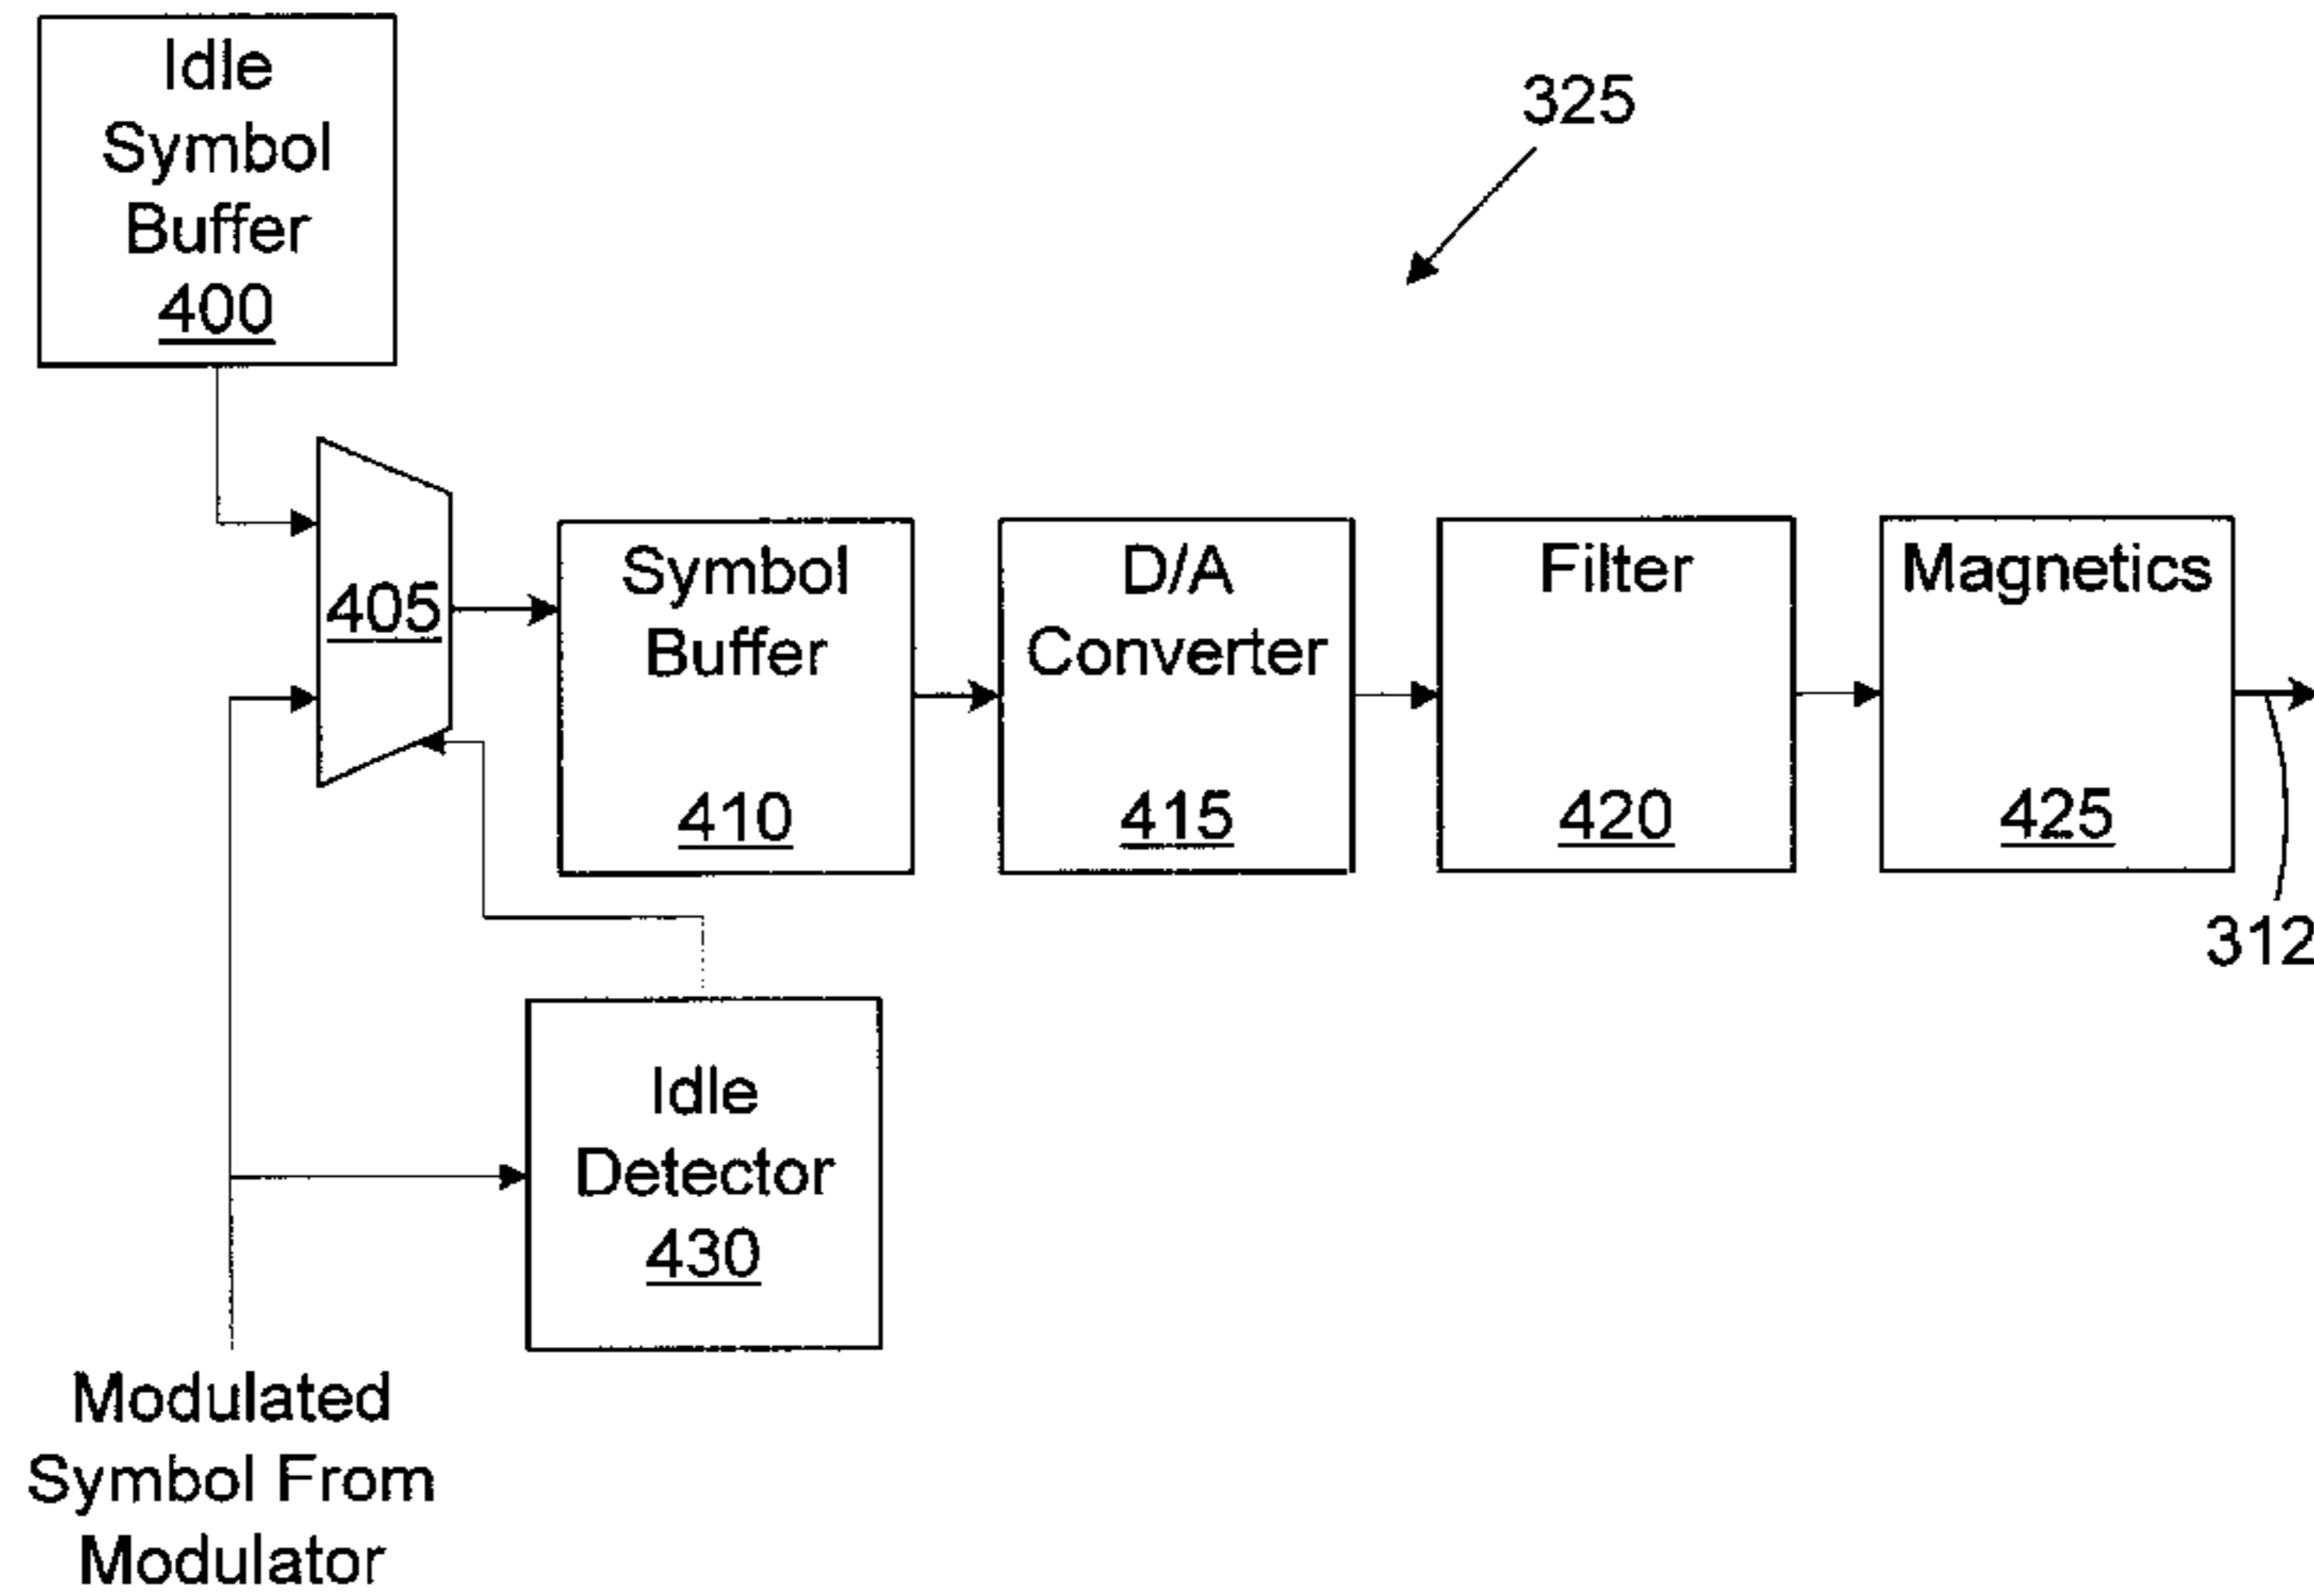 Idle
Symbol
Buffer
400
325
405
Symbol
Buffer
410
D/A
Converter
415
Filter
420
Magnetics
425
312
Idle
Detector
430
Modulated
Symbol From
Modulator